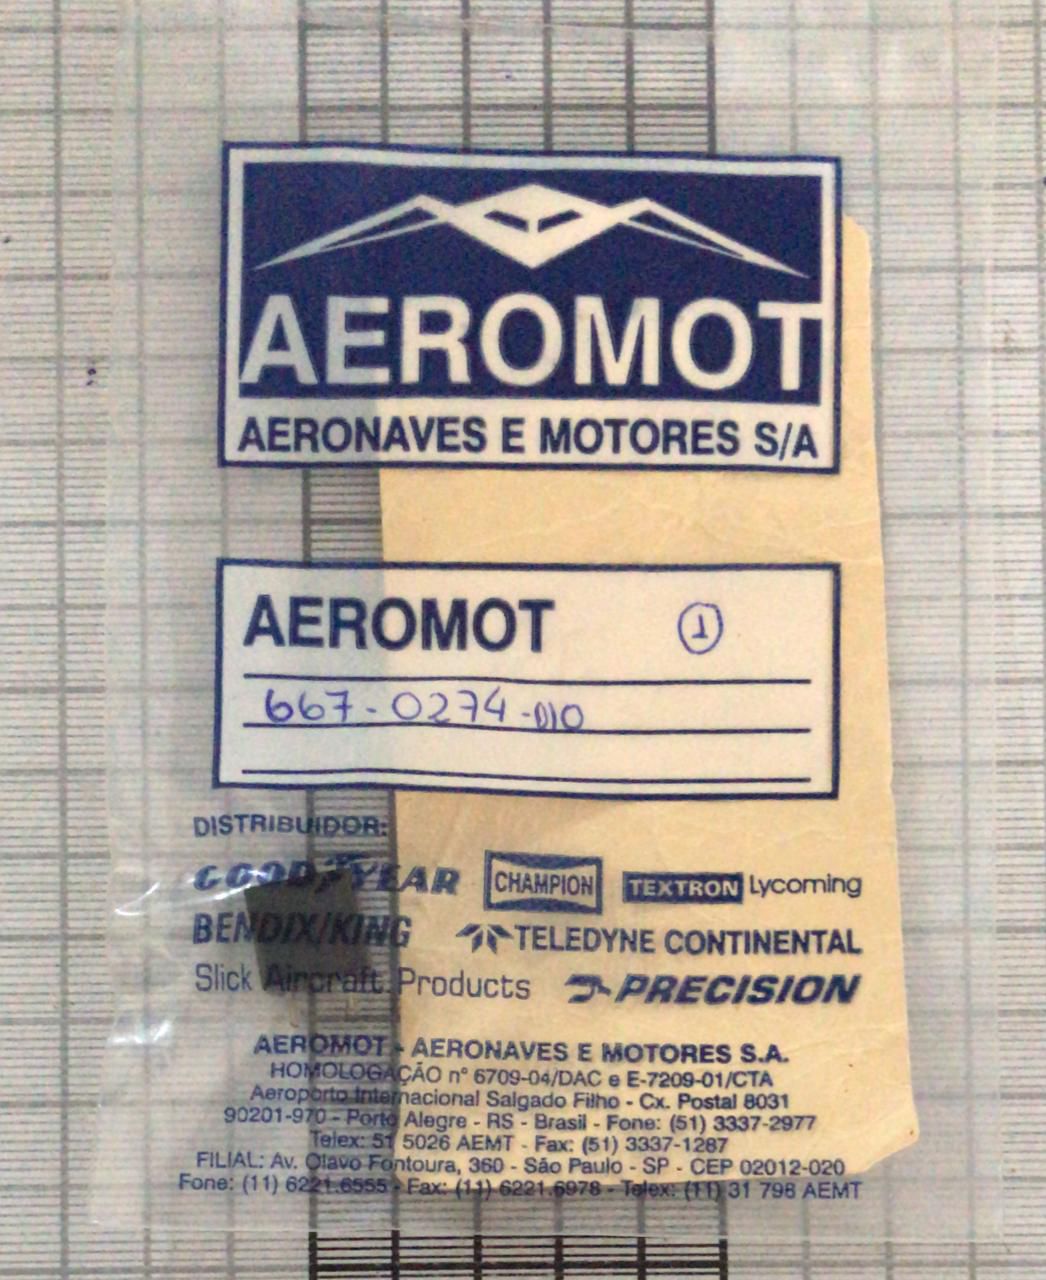 AEROMOT
AERONAVES E MOTORES S/A
AEROMOT 1
667-0274-010
DISTRIBUIDOR:
GOODYEAR CHAMPION TEXTRON Lycoming
BENDIX/KING TELEDYNE CONTINENTAL
Slick Aircraft Products PRECISION
AEROMOT - AERONAVES E MOTORES S.A.
HOMOLOGAÇÃO nº 6709-04/DAC e E-7209-01/CTA
Aeroporto Internacional Salgado Filho - Cx. Postal 8031
90201-970 - Porto Alegre - RS - Brasil - Fone: (51) 3337-2977
Telex: 51 5026 AEMT - Fax: (51) 3337-1287
FILIAL: Av. Olavo Fontoura, 360 - São Paulo - SP - CEP 02012-020
Fone: (11) 6221.6555 - Fax: (11) 6221.6978 - Telex: (11) 31 798 AEMT